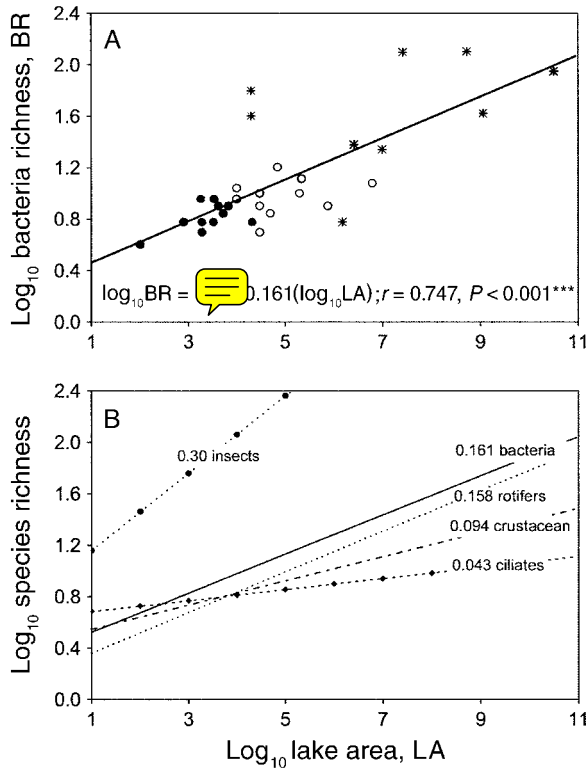 A
Log10 bacteria richness, BR
2.4
2.0
1.6
1.2
0.8
0.4
0.0
log10BR = 0.161(log10LA); r = 0.747, P < 0.001***
1 3 5 7 9 11
B
Log10 species richness
2.4
2.0
1.6
1.2
0.8
0.4
0.0
0.30 insects
0.161 bacteria
0.158 rotifers
0.094 crustacean
0.043 ciliates
1 3 5 7 9 11
Log10 lake area, LA